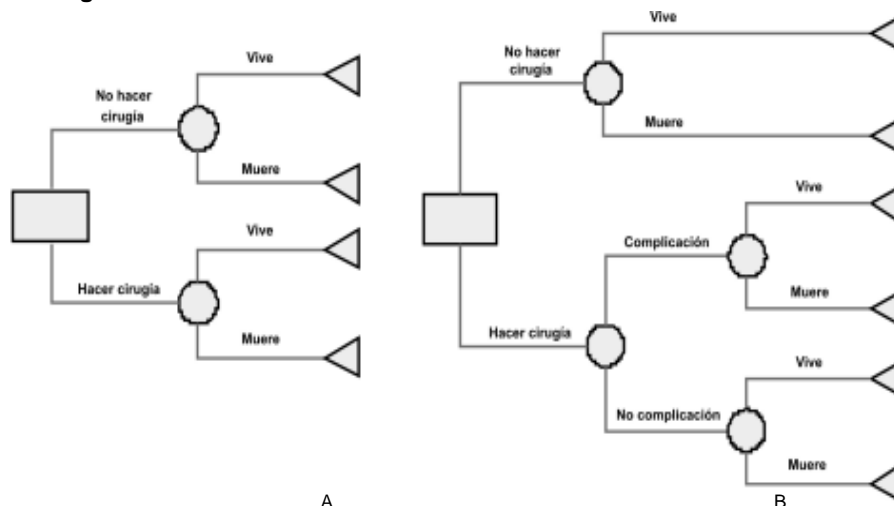 Vive
No hacer
cirugía
Muere
Vive
Hacer cirugía
Muere
A
Vive
No hacer
cirugía
Muere
Vive
Complicación
Muere
Hacer cirugía
Vive
No complicación
Muere
B